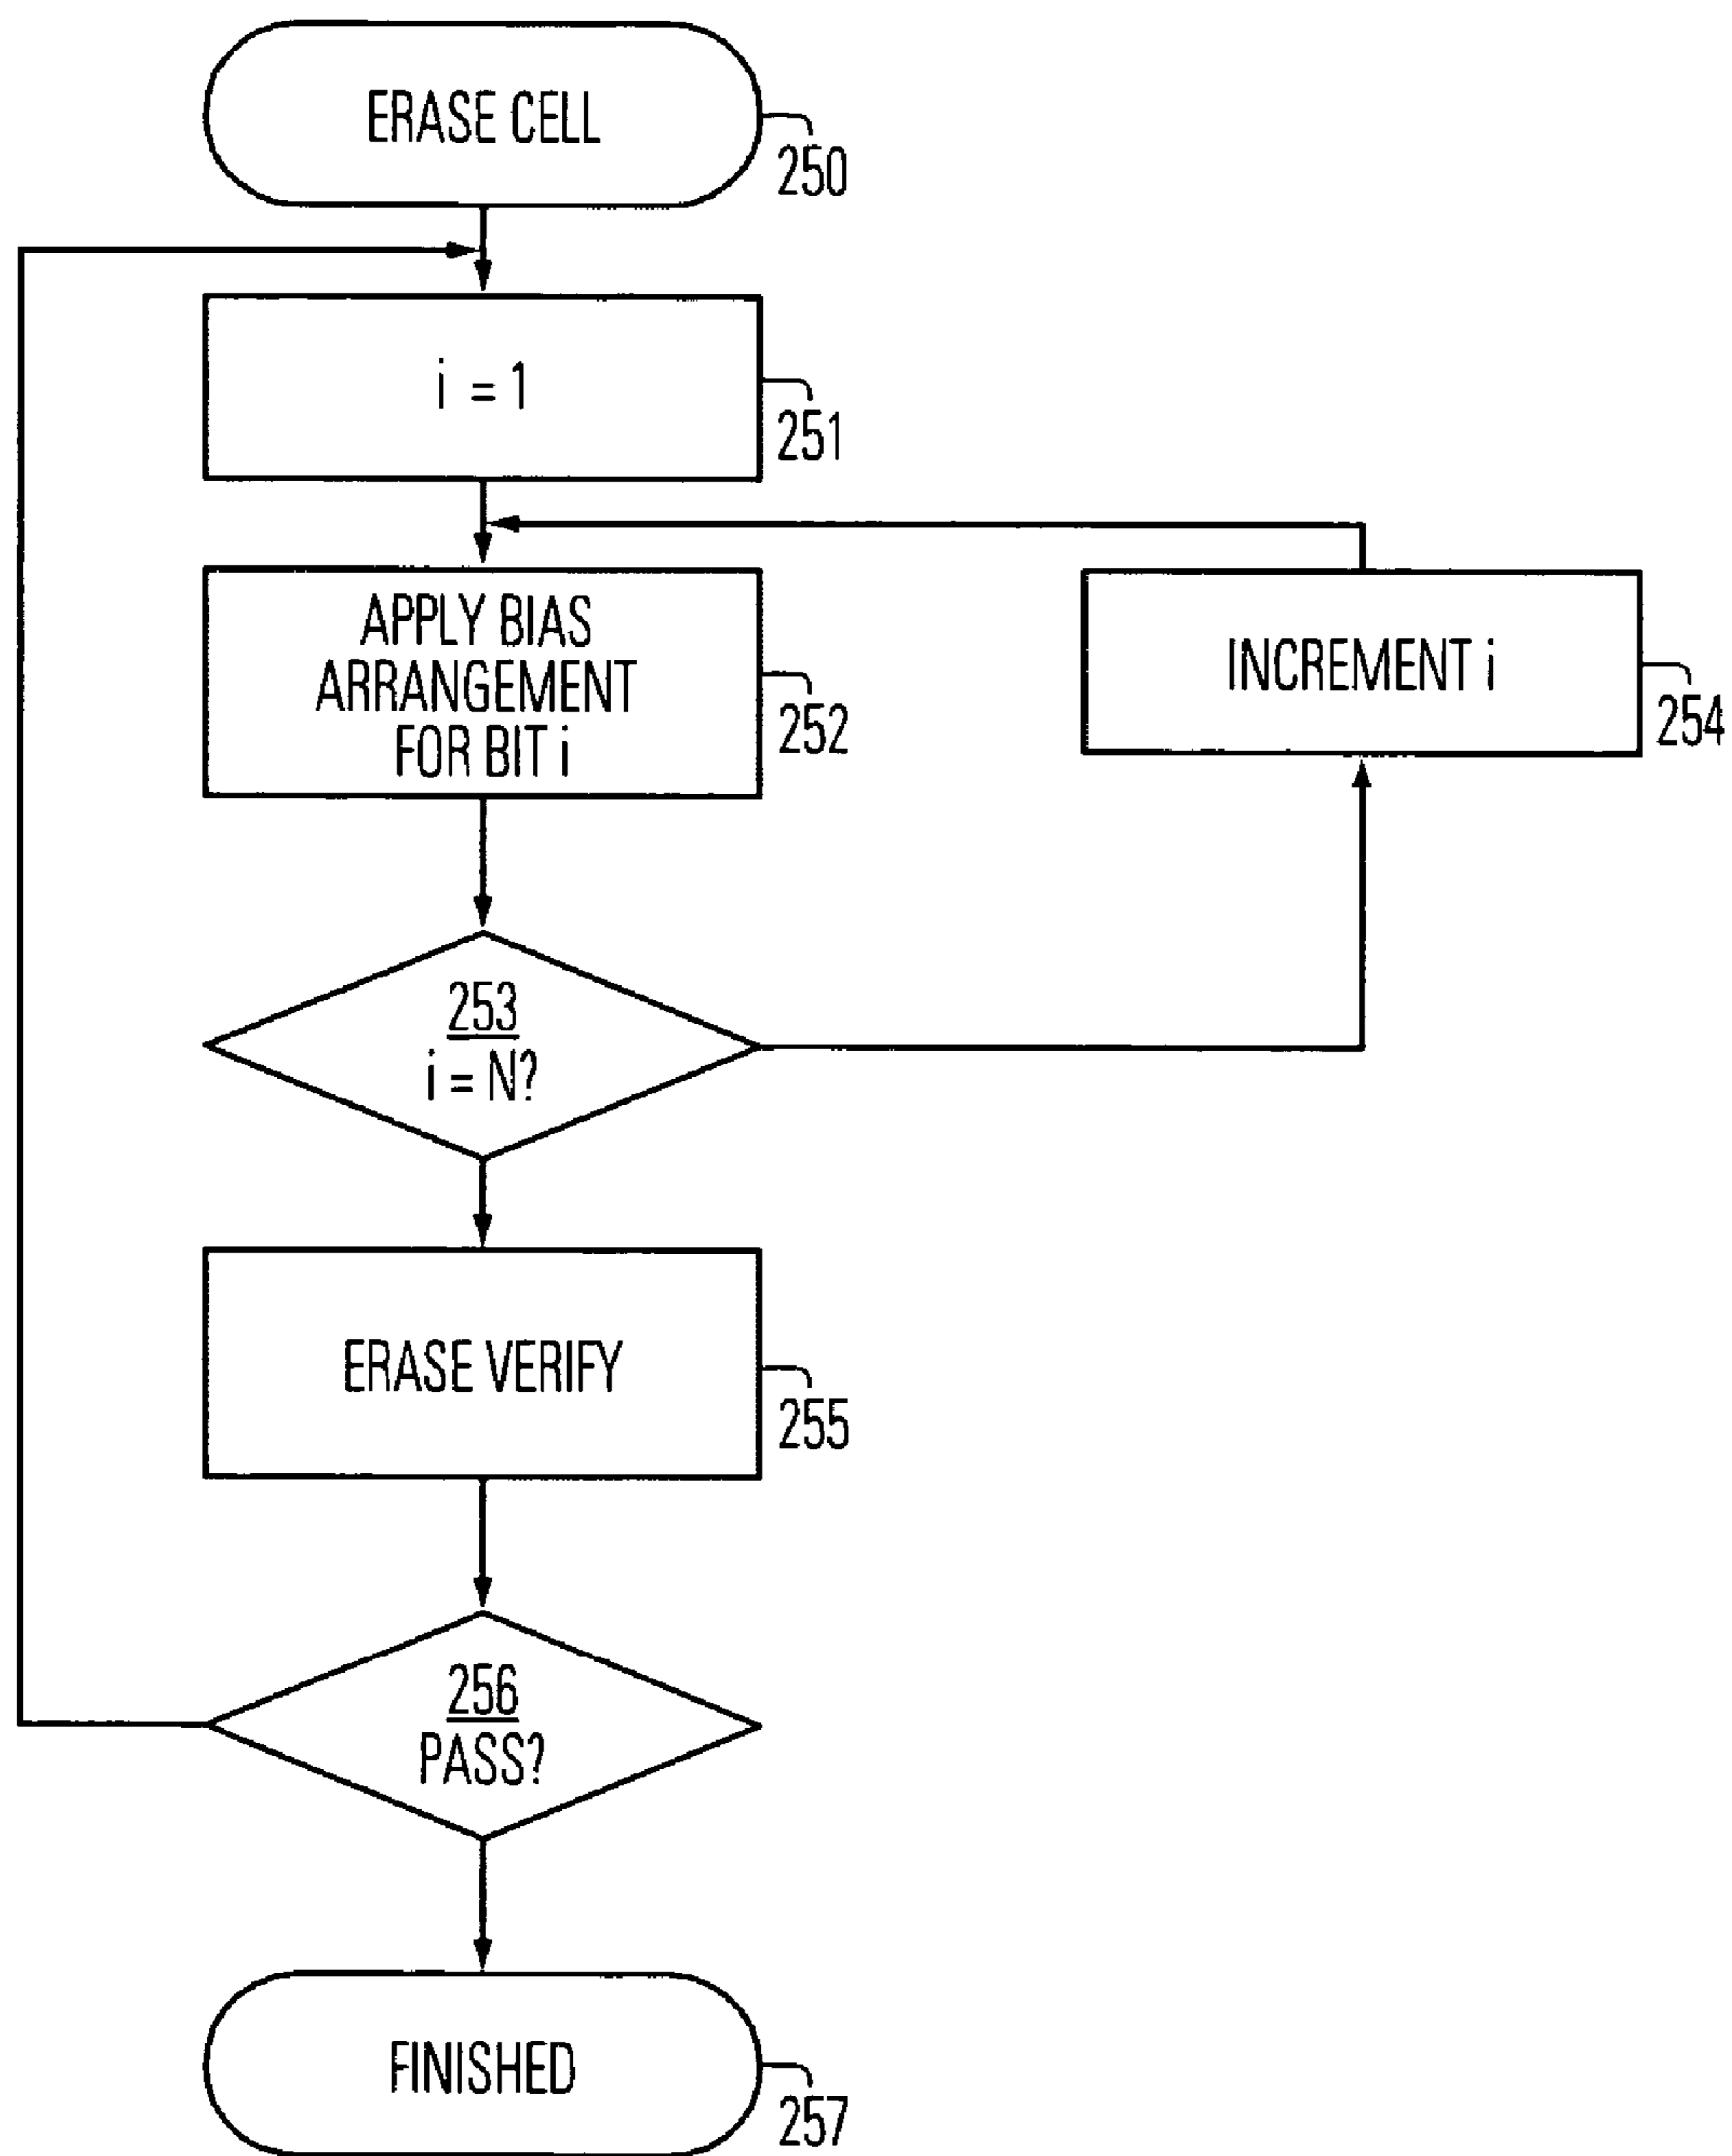 ERASE CELL
250
i = 1
251
APPLY BIAS
ARRANGEMENT
FOR BIT i
252
INCREMENT i
254
253
i = N?
ERASE VERIFY
255
256
PASS?
FINISHED
257